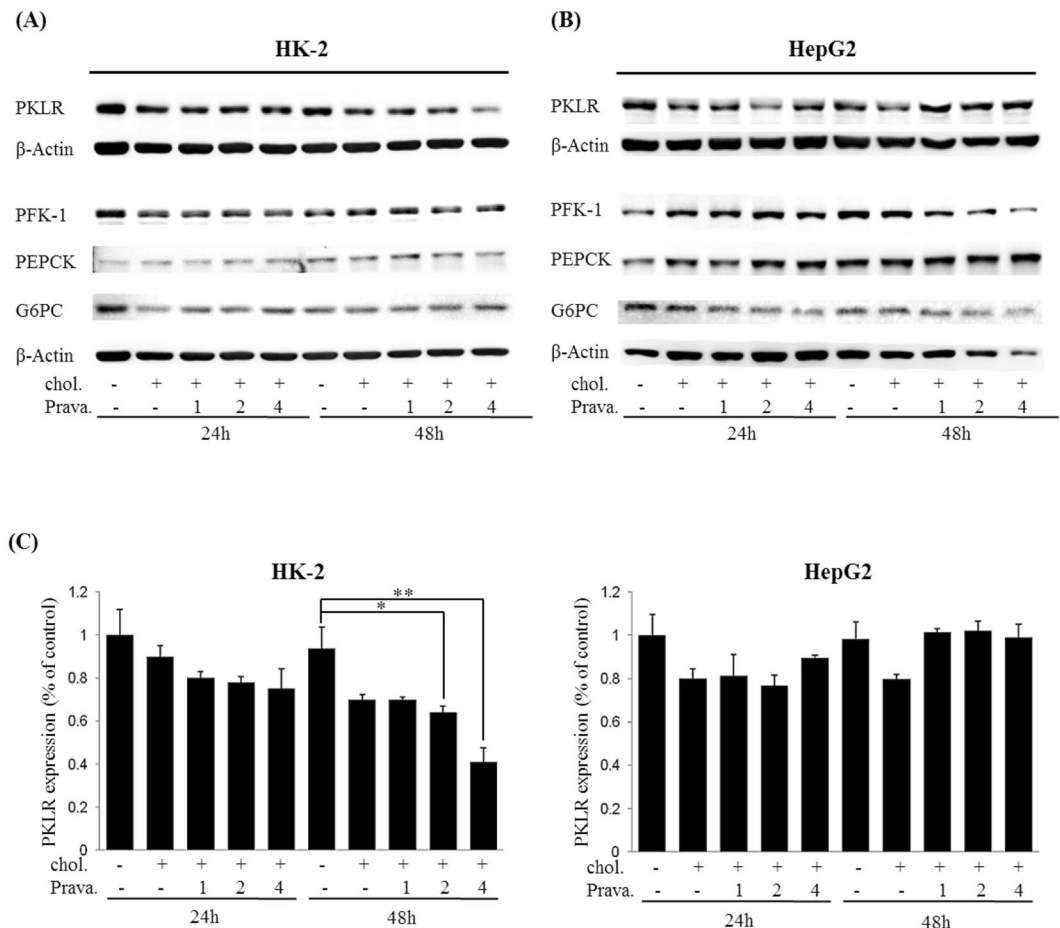 (A)
HK-2
PKLR
β-Actin
PFK-1
PEPCK
G6PC
β-Actin
chol. - + + + + - + + + +
Prava. - - 1 2 4 - - 1 2 4
24h 48h
(B)
HepG2
PKLR
β-Actin
PFK-1
PEPCK
G6PC
β-Actin
chol. - + + + + - + + + +
Prava. - - 1 2 4 - - 1 2 4
24h 48h
(C)
HK-2
PKLR expression (% of control)
1.2
1
0.8
0.6
0.4
0.2
0
**
*
chol. - + + + + - + + + +
Prava. - - 1 2 4 - - 1 2 4
24h 48h
HepG2
PKLR expression (% of control)
1.2
1
0.8
0.6
0.4
0.2
0
chol. - + + + + - + + + +
Prava. - - 1 2 4 - - 1 2 4
24h 48h